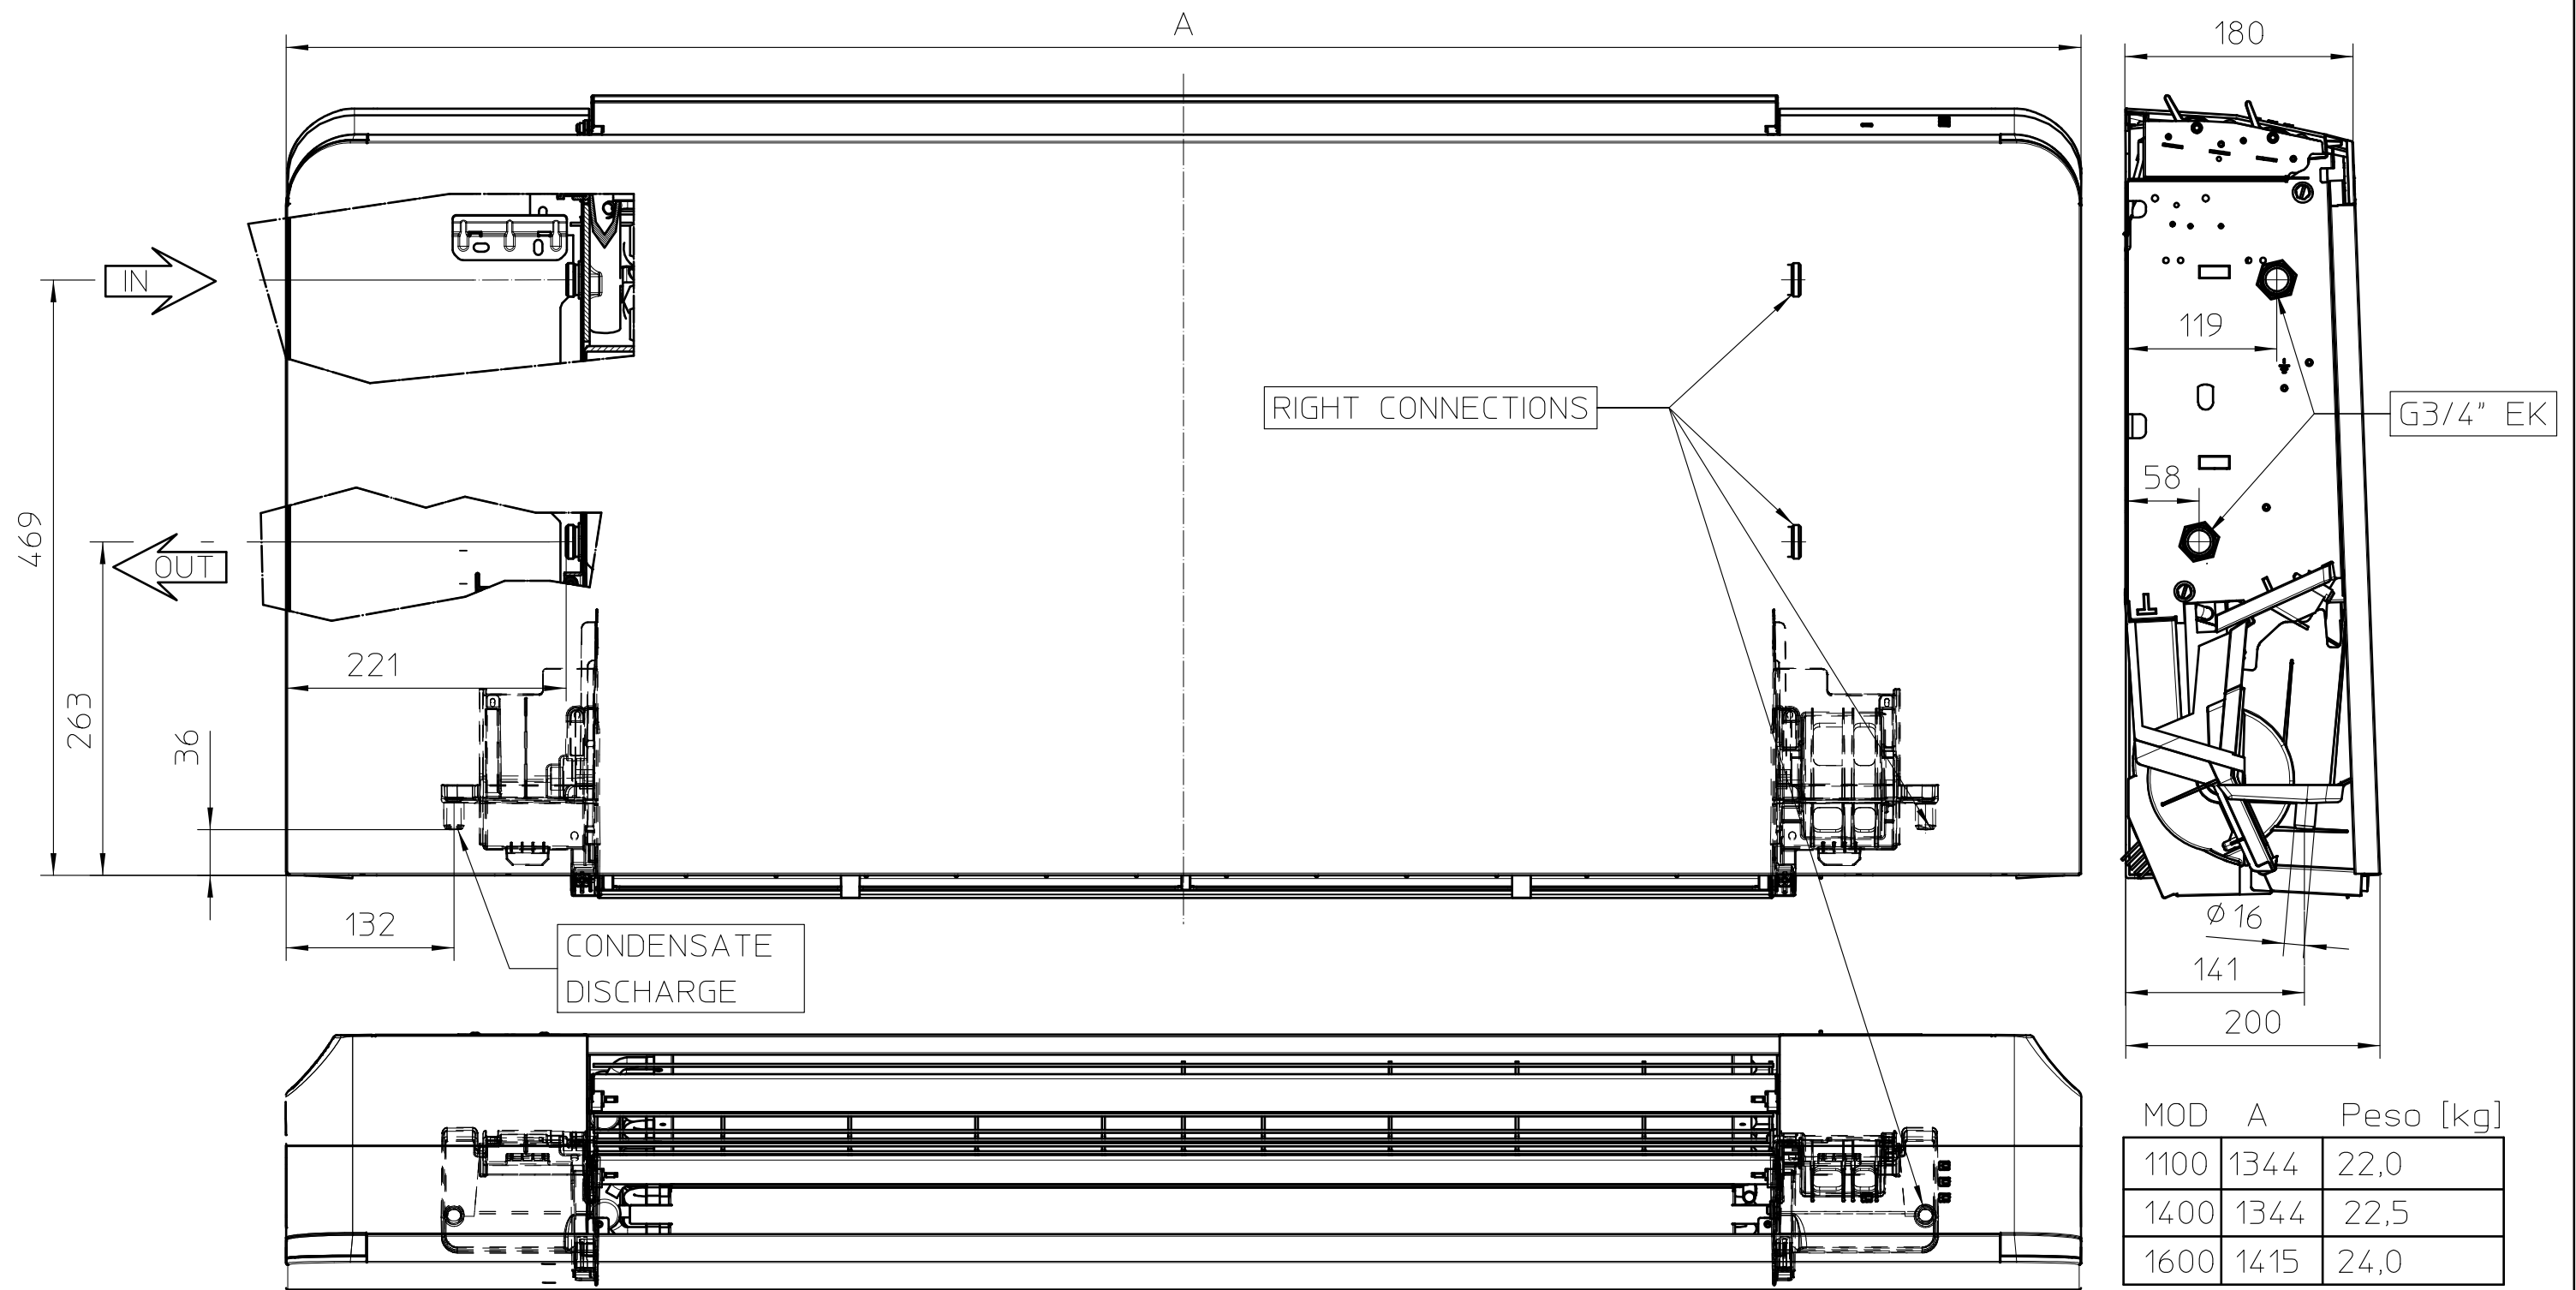 A
180
IN
119
RIGHT CONNECTIONS
G3/4" EK
58
469
OUT
221
263
36
132
CONDENSATE
DISCHARGE
Ø16
141
200
MOD A Peso [kg]
1100 1344 22,0
1400 1344 22,5
1600 1415 24,0